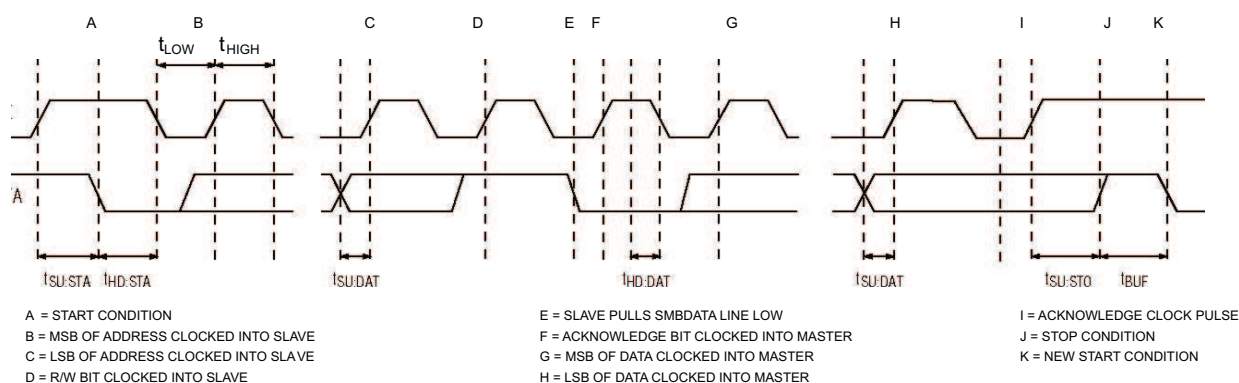 A B C D E F G H I J K
tLOW tHIGH
A
tSU:STA tHD:STA tSU:DAT tHD:DAT tSU:DAT tSU:STO tBUF
A = START CONDITION
B = MSB OF ADDRESS CLOCKED INTO SLAVE
C = LSB OF ADDRESS CLOCKED INTO SLAVE
D = R/W BIT CLOCKED INTO SLAVE
E = SLAVE PULLS SMBDATA LINE LOW
F = ACKNOWLEDGE BIT CLOCKED INTO MASTER
G = MSB OF DATA CLOCKED INTO MASTER
H = LSB OF DATA CLOCKED INTO MASTER
I = ACKNOWLEDGE CLOCK PULSE
J = STOP CONDITION
K = NEW START CONDITION